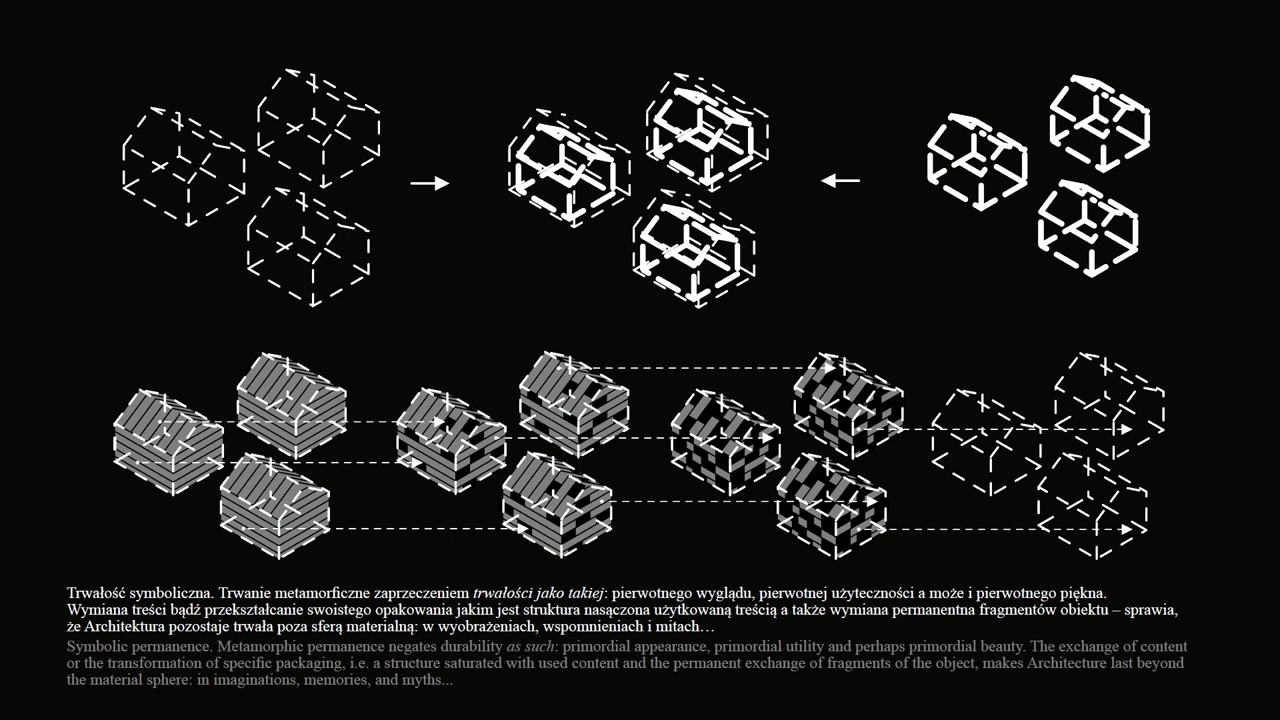 Trwałość symboliczna. Trwanie metamorficzne zaprzeczeniem trwałości jako takiej: pierwotnego wyglądu, pierwotnej użyteczności a może i pierwotnego piękna.
Wymiana treści bądź przekształcanie swoistego opakowania jakim jest struktura nasączona użytkowaną treścią a także wymiana permanentna fragmentów obiektu – sprawia,
że Architektura pozostaje trwała poza sferą materialną: w wyobrażeniach, wspomnieniach i mitach…
Symbolic permanence. Metamorphic permanence negates durability as such: primordial appearance, primordial utility and perhaps primordial beauty. The exchange of content
or the transformation of specific packaging, i.e. a structure saturated with used content and the permanent exchange of fragments of the object, makes Architecture last beyond
the material sphere: in imaginations, memories, and myths...